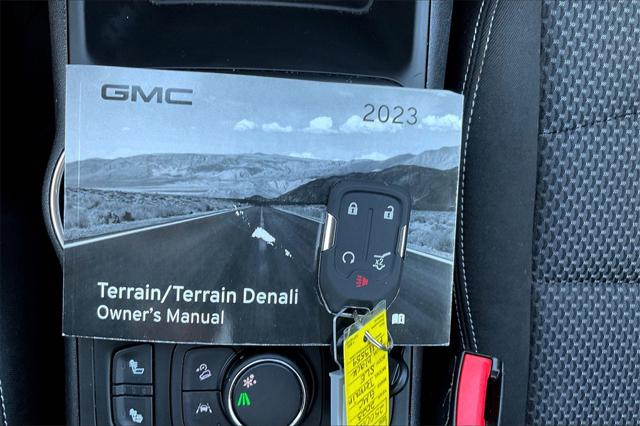 GMC
2023
Terrain/Terrain Denali
Owner's Manual